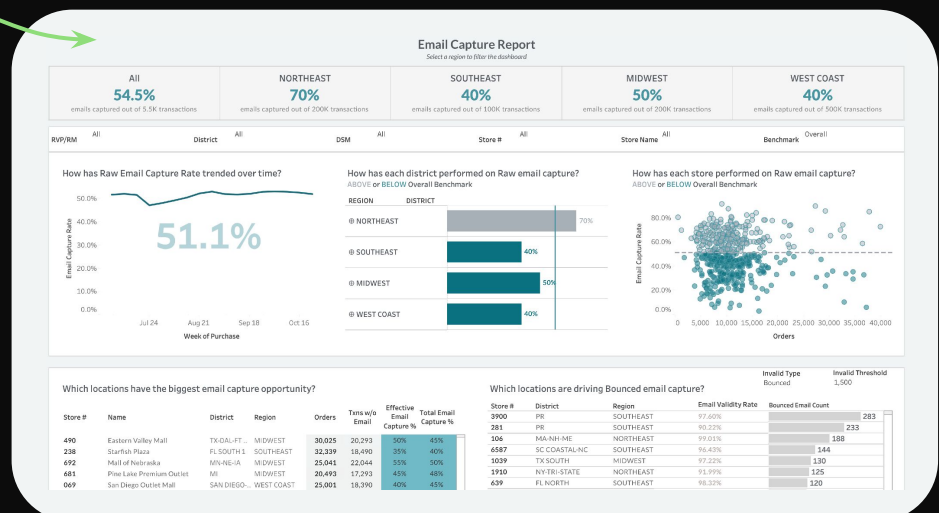 Email Capture Report
Select a region to filter the dashboard
All NORTHEAST SOUTHEAST MIDWEST WEST COAST
54.5% 70% 40% 50% 40%
emails captured out of 5.5K transactions emails captured out of 200K transactions emails captured out of 100K transactions emails captured out of 200K transactions emails captured out of 500K transactions
RVP/RM All District All DSM All Store # All Store Name All Benchmark Overall
How has Raw Email Capture Rate trended over time?
50.0%
40.0%
20.0%
10.0%
0.0%
Email Capture Rate
51.1%
Jul 24 Aug 21 Sep 18 Oct 16
Week of Purchase
How has each district performed on Raw email capture?
ABOVE or BELOW Overall Benchmark
REGION DISTRICT
NORTHEAST 70%
SOUTHEAST 40%
MIDWEST 50%
WEST COAST 40%
How has each store performed on Raw email capture?
ABOVE or BELOW Overall Benchmark
80.0%
60.0%
40.0%
20.0%
0.0%
Email Capture Rate
0 5,000 10,000 15,000 20,000 25,000 30,000 35,000 40,000
Orders
Which locations have the biggest email capture opportunity?
Store # Name District Region Orders Txns w/o Email Effective Email Capture % Total Email Capture %
490 Eastern Valley Mall TX-DAL-FT ... MIDWEST 30,025 20,293 50% 45%
238 Starfish Plaza FL SOUTH 1 SOUTHEAST 32,339 18,490 35% 40%
692 Mall of Nebraska MN-NE-IA MIDWEST 25,041 22,044 55% 50%
681 Pine Lake Premium Outlet MI MIDWEST 20,493 17,293 45% 48%
069 San Diego Outlet Mall SAN DIEGO-... WEST COAST 25,001 18,390 40% 45%
Invalid Type Invalid Threshold
Bounced 1,500
Which locations are driving Bounced email capture?
Store # District Region Email Validity Rate Bounced Email Count
3900 PR SOUTHEAST 97.60% 283
281 PR SOUTHEAST 90.22% 233
106 MA-NH-ME NORTHEAST 99.01% 188
6587 SC COASTAL-NC SOUTHEAST 96.43% 144
1039 TX SOUTH MIDWEST 97.22% 130
1910 NY-TRI-STATE NORTHEAST 91.99% 125
639 FL NORTH SOUTHEAST 98.32% 120